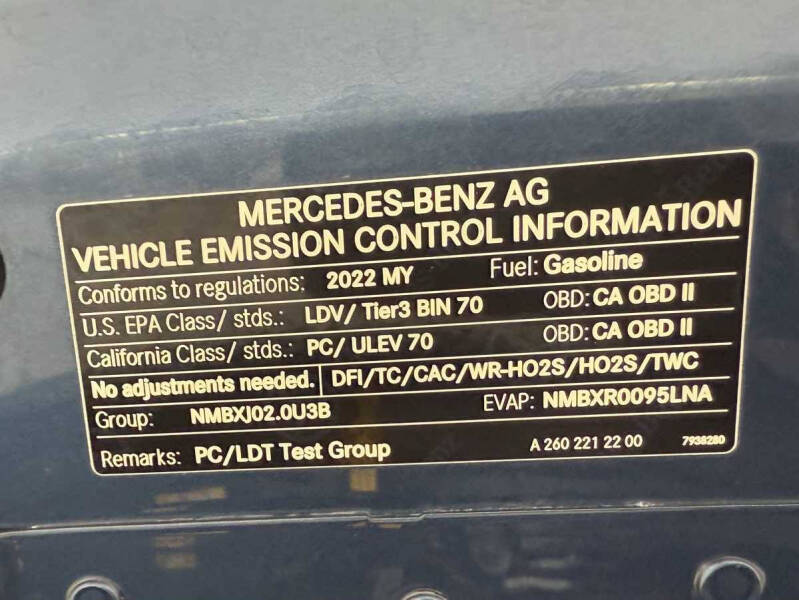 MERCEDES-BENZ AG
VEHICLE EMISSION CONTROL INFORMATION
Conforms to regulations: 2022 MY Fuel: Gasoline
U.S. EPA Class/ stds.: LDV/ Tier3 BIN 70 OBD: CA OBD II
California Class/ stds.: PC/ ULEV 70 OBD: CA OBD II
No adjustments needed. DFI/TC/CAC/WR-HO2S/HO2S/TWC
Group: NMBXJ02.0U3B EVAP: NMBXR0095LNA
Remarks: PC/LDT Test Group A 260 221 22 00 7938280